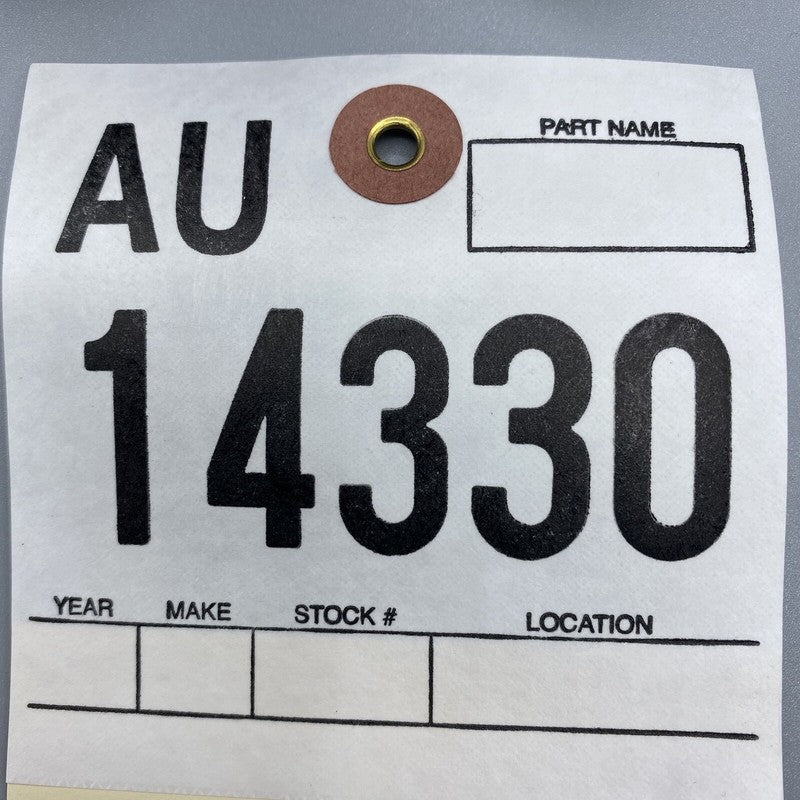 AU
PART NAME
14330
YEAR MAKE STOCK # LOCATION